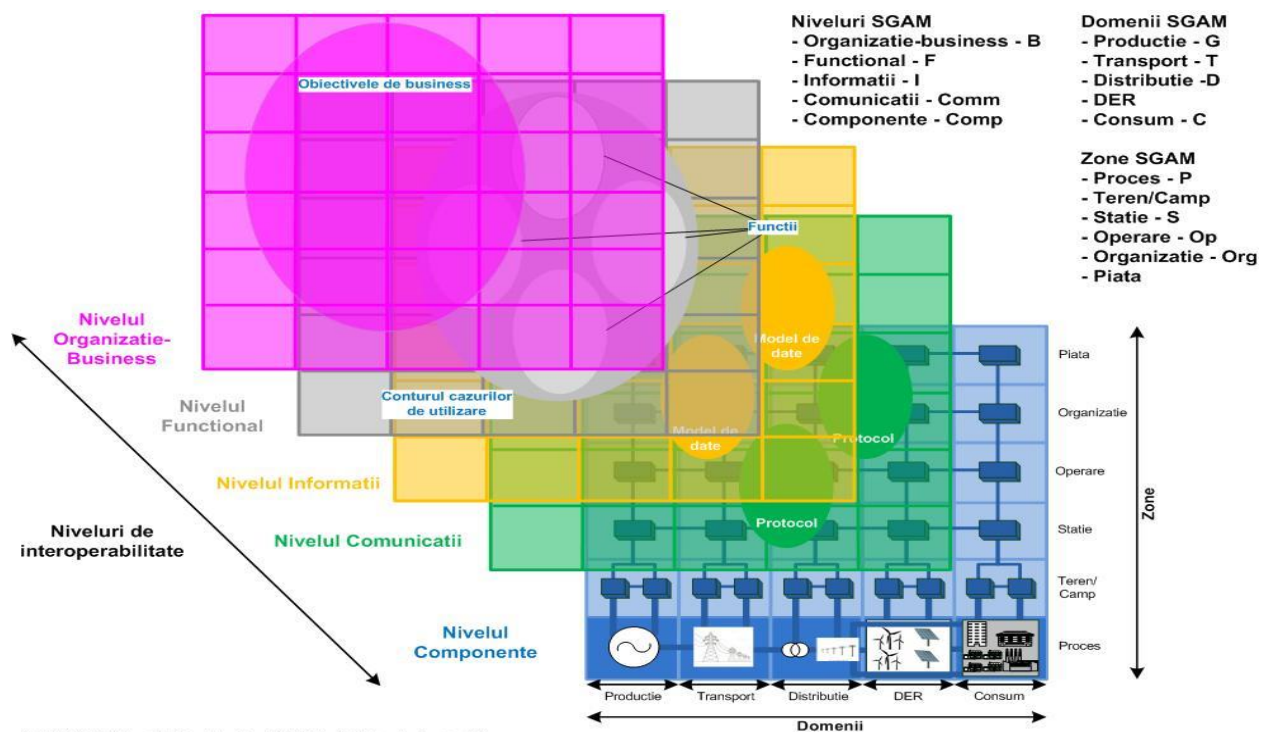 Niveluri SGAM
- Organizatie-business - B
- Functional - F
- Informatii - I
- Comunicatii - Comm
- Componente - Comp
Domenii SGAM
- Productie - G
- Transport - T
- Distributie -D
- DER
- Consum - C
Zone SGAM
- Proces - P
- Teren/Camp
- Statie - S
- Operare - Op
- Organizatie - Org
- Piata
Obiectivele de business
Functii
Nivelul
Organizatie-
Business
Model de
date
Piata
Conturul cazurilor
de utilizare
Nivelul
Functional
Organizatie
Model de
date
Protocol
Nivelul Informatii
Operare
Niveluri de
interoperabilitate
Nivelul Comunicatii
Protocol
Statie
Zone
Teren/
Camp
Nivelul
Componente
Proces
Productie
Transport
Distributie
DER
Consum
Domenii